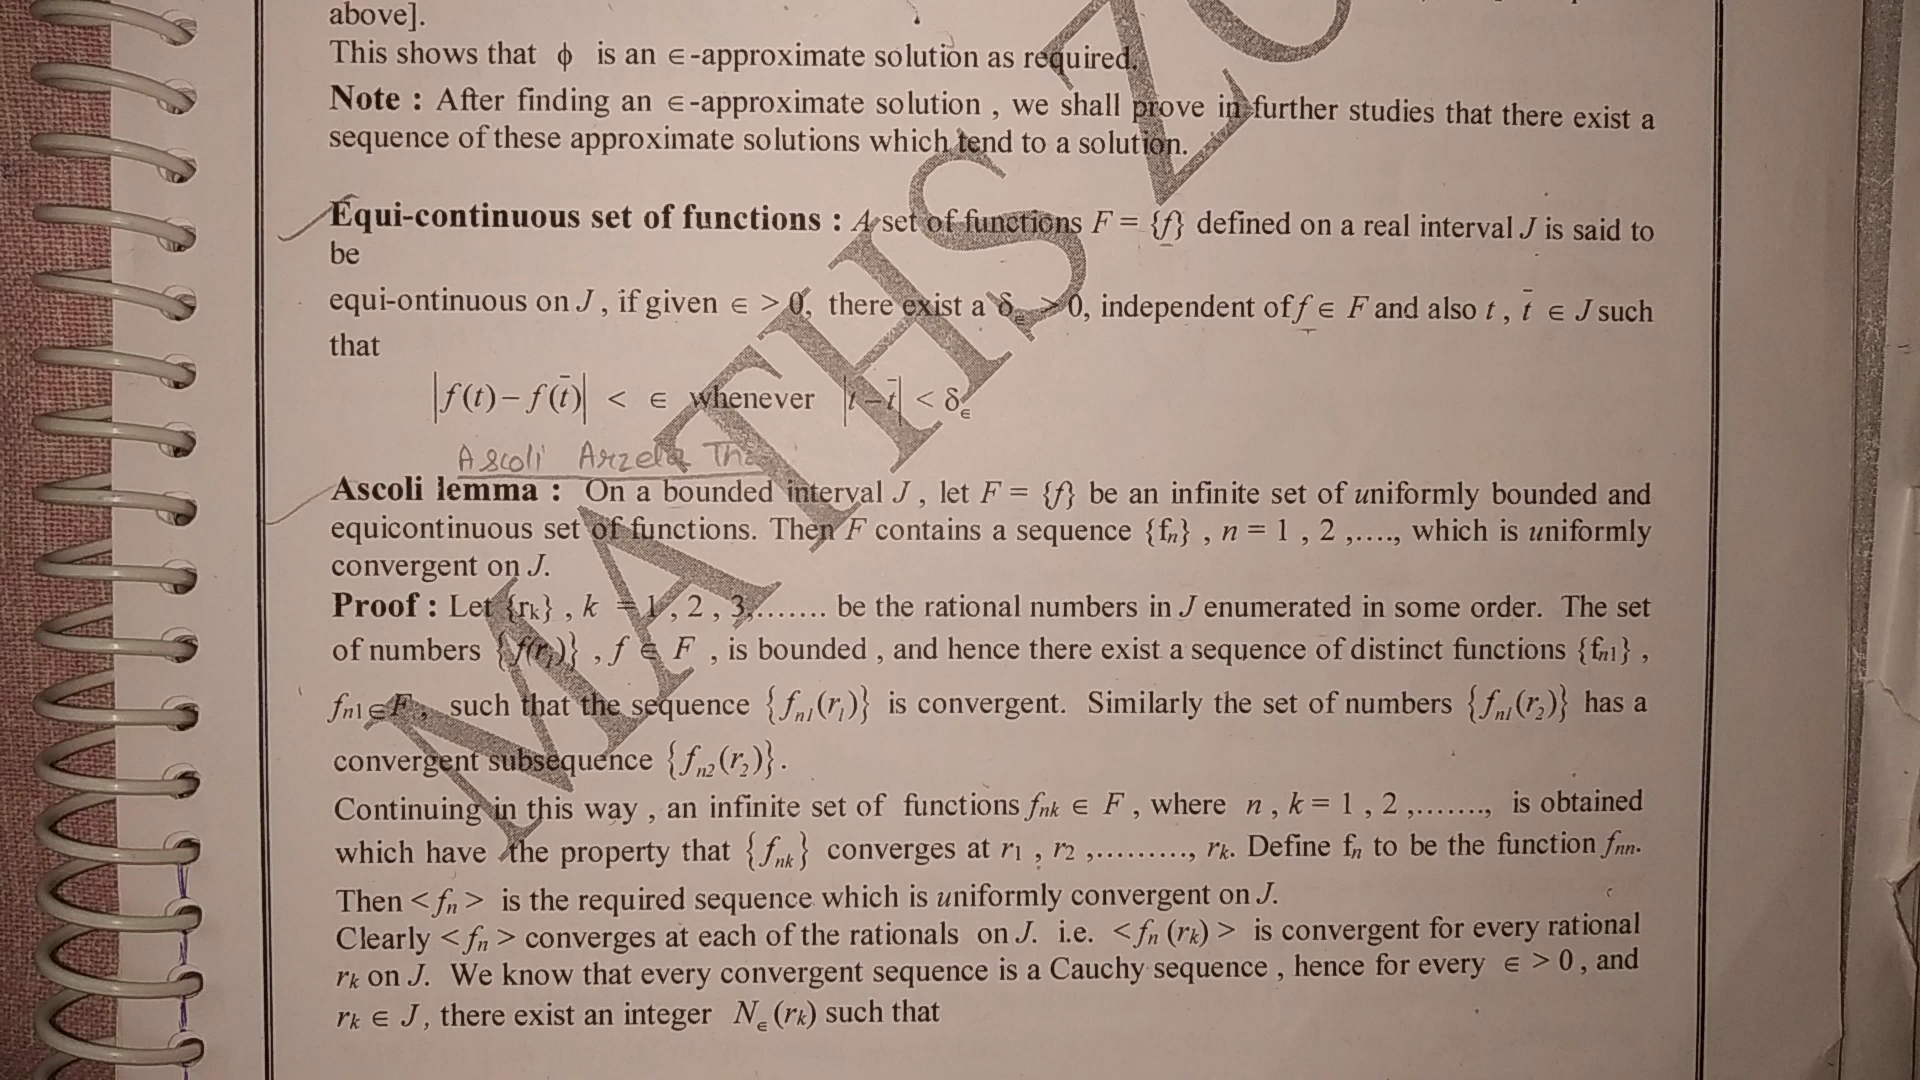 above].
This shows that ϕ is an ∈-approximate solution as required.
Note : After finding an ∈-approximate solution , we shall prove in further studies that there exist a
sequence of these approximate solutions which tend to a solution.
Equi-continuous set of functions : A set of functions F = {f} defined on a real interval J is said to
be
equi-ontinuous on J , if given ∈ > 0, there exist a δ∈ > 0, independent of f ∈ F and also t , t̄ ∈ J such
that
|f(t) – f(t̄)| < ∈ whenever |t – t̄| < δ∈
Ascoli Arzela Th
Ascoli lemma : On a bounded interval J , let F = {f} be an infinite set of uniformly bounded and
equicontinuous set of functions. Then F contains a sequence {fn} , n = 1 , 2 ,...., which is uniformly
convergent on J.
Proof : Let {rk} , k = 1 , 2 , 3,........ be the rational numbers in J enumerated in some order. The set
of numbers {f(r1)} , f ∈ F , is bounded , and hence there exist a sequence of distinct functions {fn1} ,
fn1∈F , such that the sequence {fn1(r1)} is convergent. Similarly the set of numbers {fn1(r2)} has a
convergent subsequence {fn2(r2)}.
Continuing in this way , an infinite set of functions fnk ∈ F , where n , k = 1 , 2 ,......., is obtained
which have the property that {fnk} converges at r1 , r2 ,.........., rk. Define fn to be the function fnn.
Then < fn > is the required sequence which is uniformly convergent on J.
Clearly < fn > converges at each of the rationals on J. i.e. < fn (rk) > is convergent for every rational
rk on J. We know that every convergent sequence is a Cauchy sequence , hence for every ∈ > 0 , and
rk ∈ J , there exist an integer N∈ (rk) such that
MATHS ZO